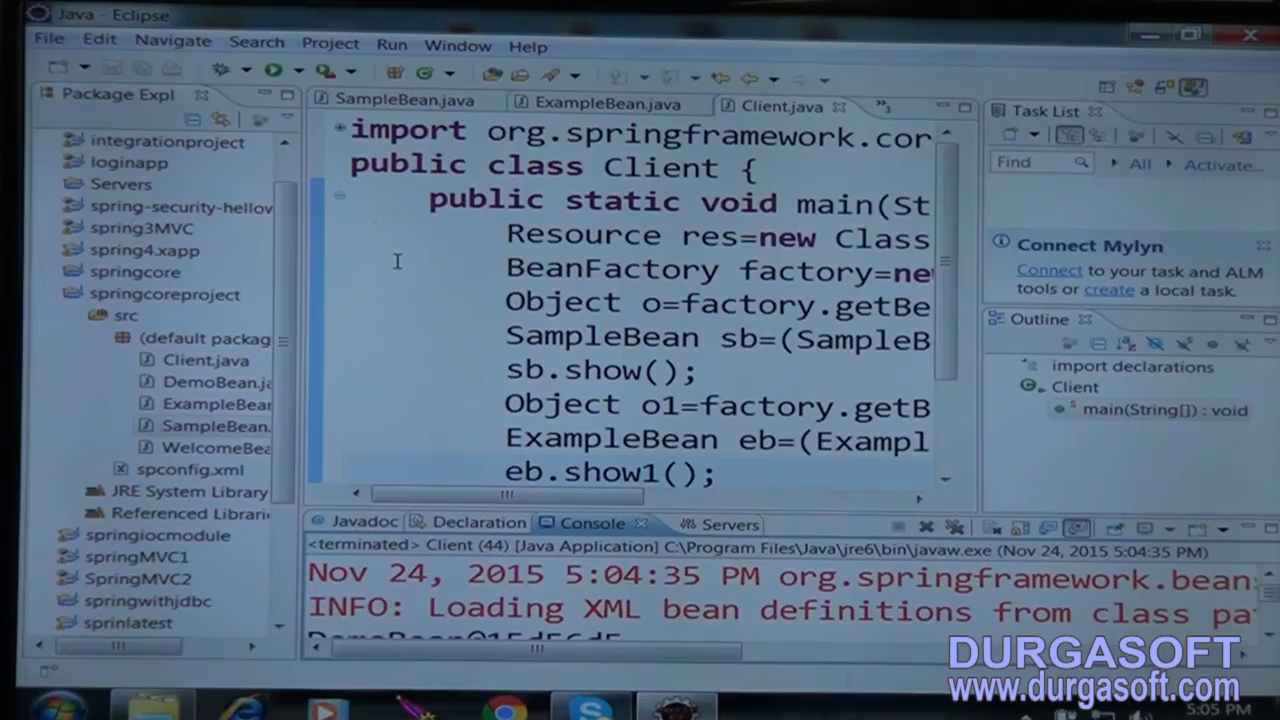 Java - Eclipse
File Edit Navigate Search Project Run Window Help
Package Expl
integrationproject
loginapp
Servers
spring-security-hellov
spring3MVC
spring4.xapp
springcore
springcoreproject
src
(default packag
Client.java
DemoBean.ja
ExampleBear
SampleBean.
WelcomeBea
spconfig.xml
JRE System Library
Referenced Librari
springiocmodule
springMVC1
SpringMVC2
springwithjdbc
sprinlatest
SampleBean.java ExampleBean.java Client.java
import org.springframework.cor
public class Client {
public static void main(St
Resource res=new Class
BeanFactory factory=ne
Object o=factory.getBe
SampleBean sb=(SampleB
sb.show();
Object o1=factory.getB
ExampleBean eb=(Exampl
eb.show1();
Task List
Find All Activate...
Connect Mylyn
Connect to your task and ALM
tools or create a local task.
Outline
import declarations
Client
main(String[]) : void
Javadoc Declaration Console Servers
<terminated> Client (44) [Java Application] C:\Program Files\Java\jre6\bin\javaw.exe (Nov 24, 2015 5:04:35 PM)
Nov 24, 2015 5:04:35 PM org.springframework.bean
INFO: Loading XML bean definitions from class pa
DURGASOFT
www.durgasoft.com
5:05 PM